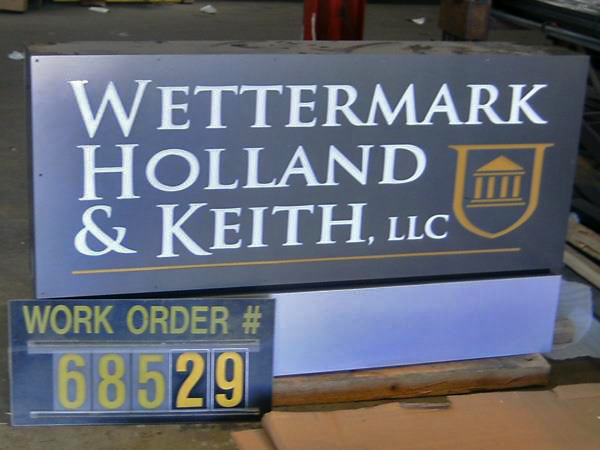 WETTERMARK
HOLLAND
& KEITH, LLC
WORK ORDER #
68529